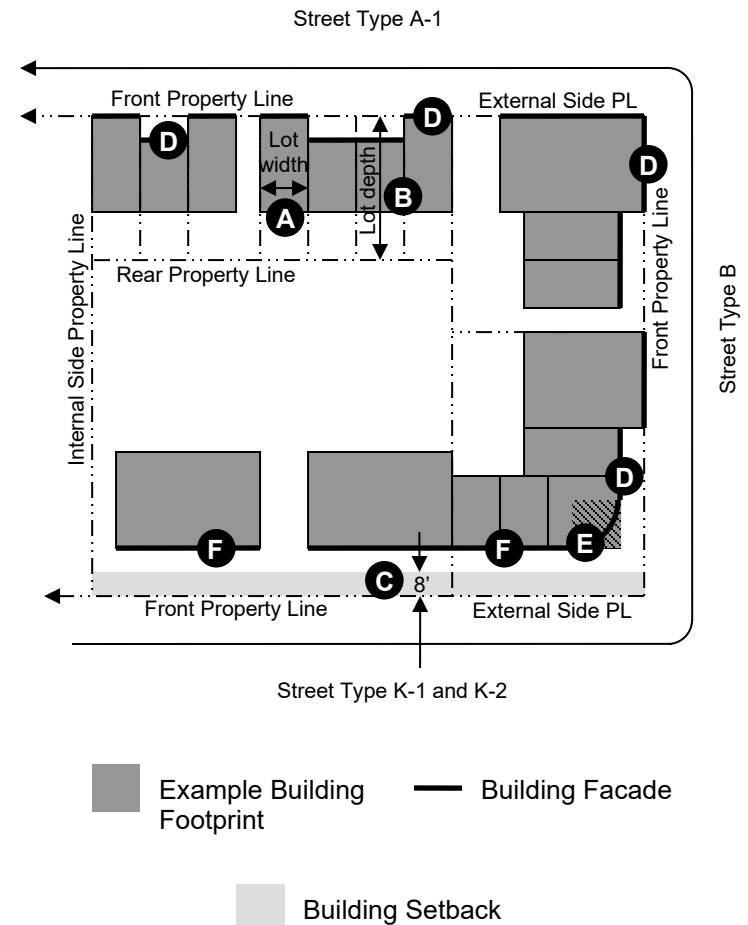 Street Type A-1
Front Property Line
External Side PL
D
D
D
Lot
width
Lot depth
B
A
Internal Side Property Line
Rear Property Line
Front Property Line
Street Type B
D
F
F
E
C
8’
Front Property Line
External Side PL
Street Type K-1 and K-2
Example Building
Footprint
Building Facade
Building Setback